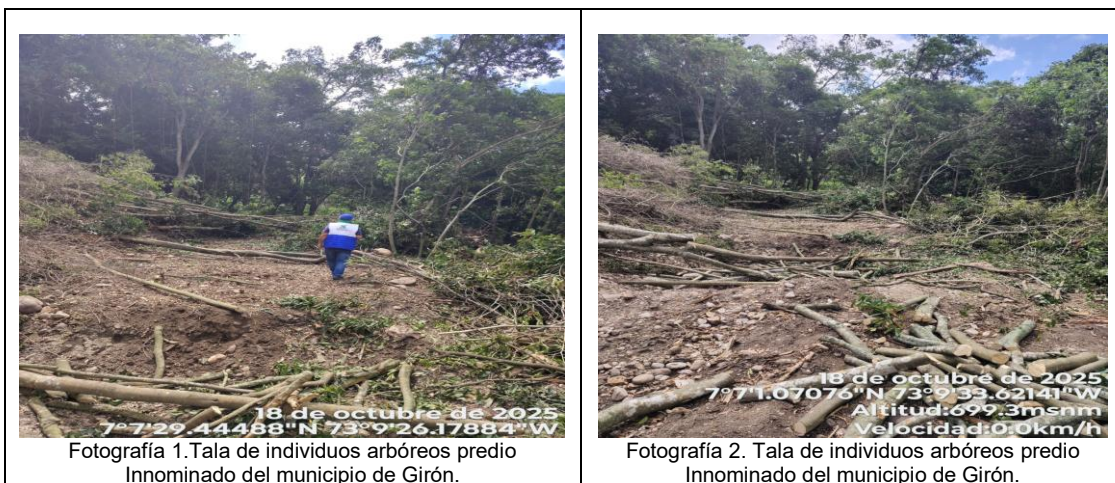 18 de octubre de 2025
7°7'29.44488"N 73°9'26.17884"W
Fotografía 1.Tala de individuos arbóreos predio
Innominado del municipio de Girón.
18 de octubre de 2025
7°7'1.07076"N 73°9'33.62141"W
Altitud:699.3msnm
Velocidad:0.0km/h
Fotografía 2. Tala de individuos arbóreos predio
Innominado del municipio de Girón.